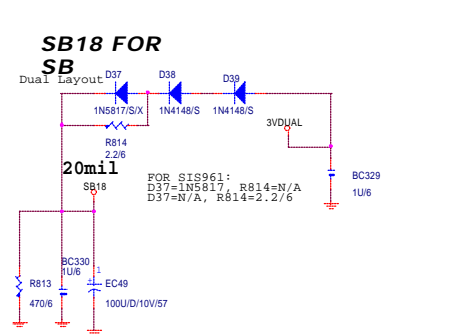 SB18 FOR
SB
Dual Layout
D37
D38
D39
1N5817/S/X
1N4148/S
1N4148/S
3VDUAL
R814
2.2/6
20mil
SB18
FOR SIS961:
D37=1N5817, R814=N/A
D37=N/A, R814=2.2/6
BC329
1U/6
BC330
1U/6
1
R813
470/6
+
EC49
100U/D/10V/57